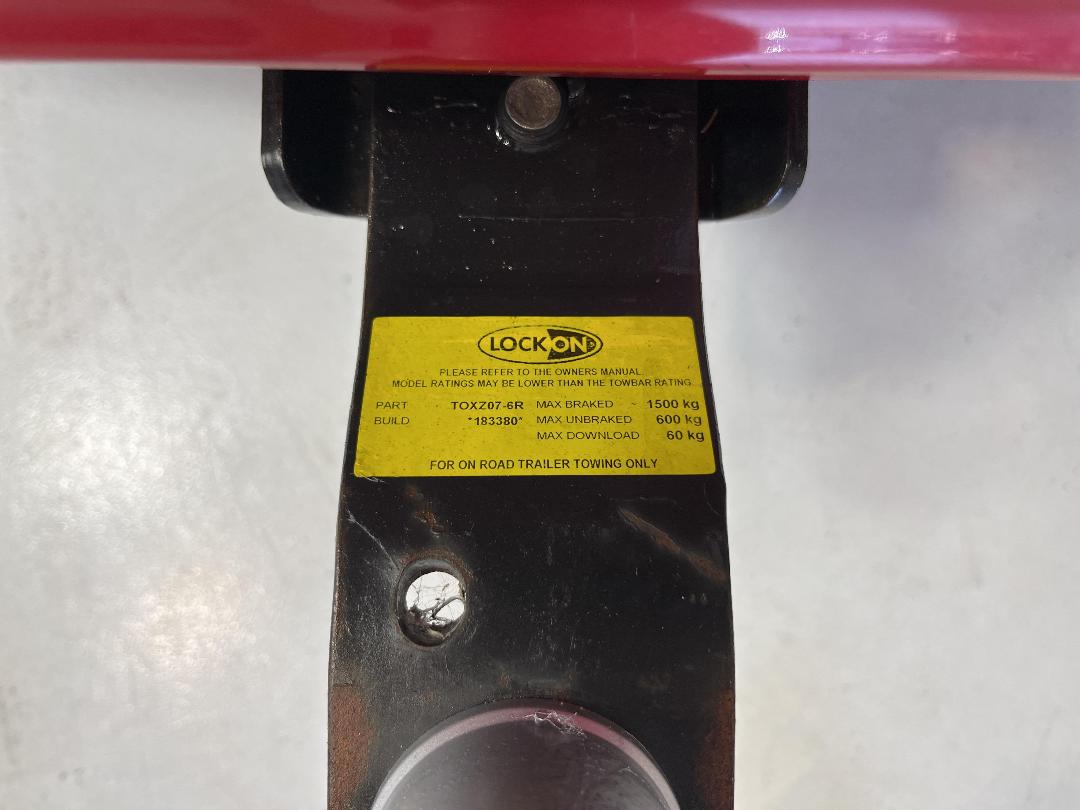 LOCKON
PLEASE REFER TO THE OWNERS MANUAL
MODEL RATINGS MAY BE LOWER THAN THE TOWBAR RATING
PART TOXZ07-6R MAX BRAKED 1500 kg
BUILD *183380* MAX UNBRAKED 600 kg
MAX DOWNLOAD 60 kg
FOR ON ROAD TRAILER TOWING ONLY